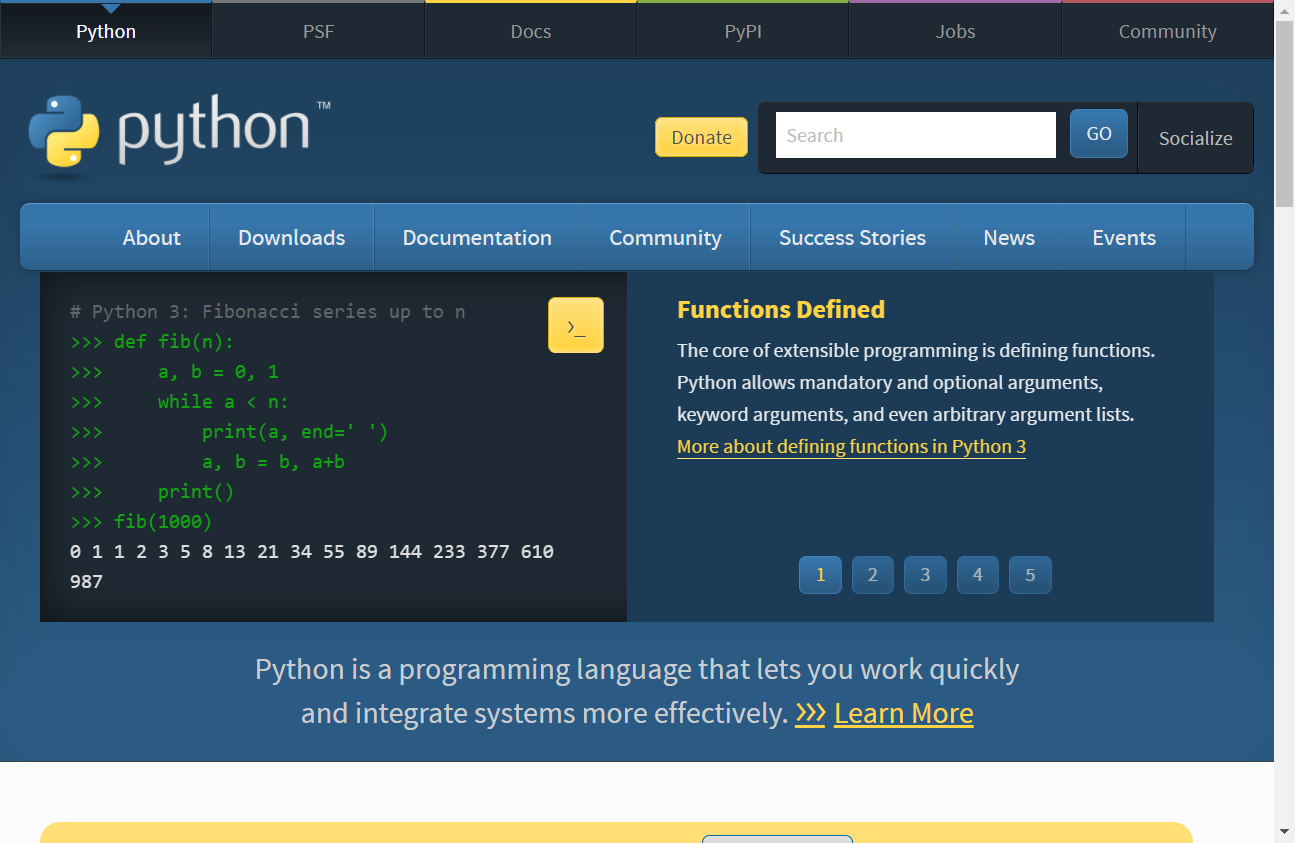 Python PSF Docs PyPI Jobs Community
python™
Donate Search GO Socialize
About Downloads Documentation Community Success Stories News Events
# Python 3: Fibonacci series up to n
>>> def fib(n):
>>>     a, b = 0, 1
>>>     while a < n:
>>>         print(a, end=' ')
>>>         a, b = b, a+b
>>>     print()
>>> fib(1000)
0 1 1 2 3 5 8 13 21 34 55 89 144 233 377 610
987
>_
Functions Defined
The core of extensible programming is defining functions.
Python allows mandatory and optional arguments,
keyword arguments, and even arbitrary argument lists.
More about defining functions in Python 3
1 2 3 4 5
Python is a programming language that lets you work quickly
and integrate systems more effectively. >>> Learn More